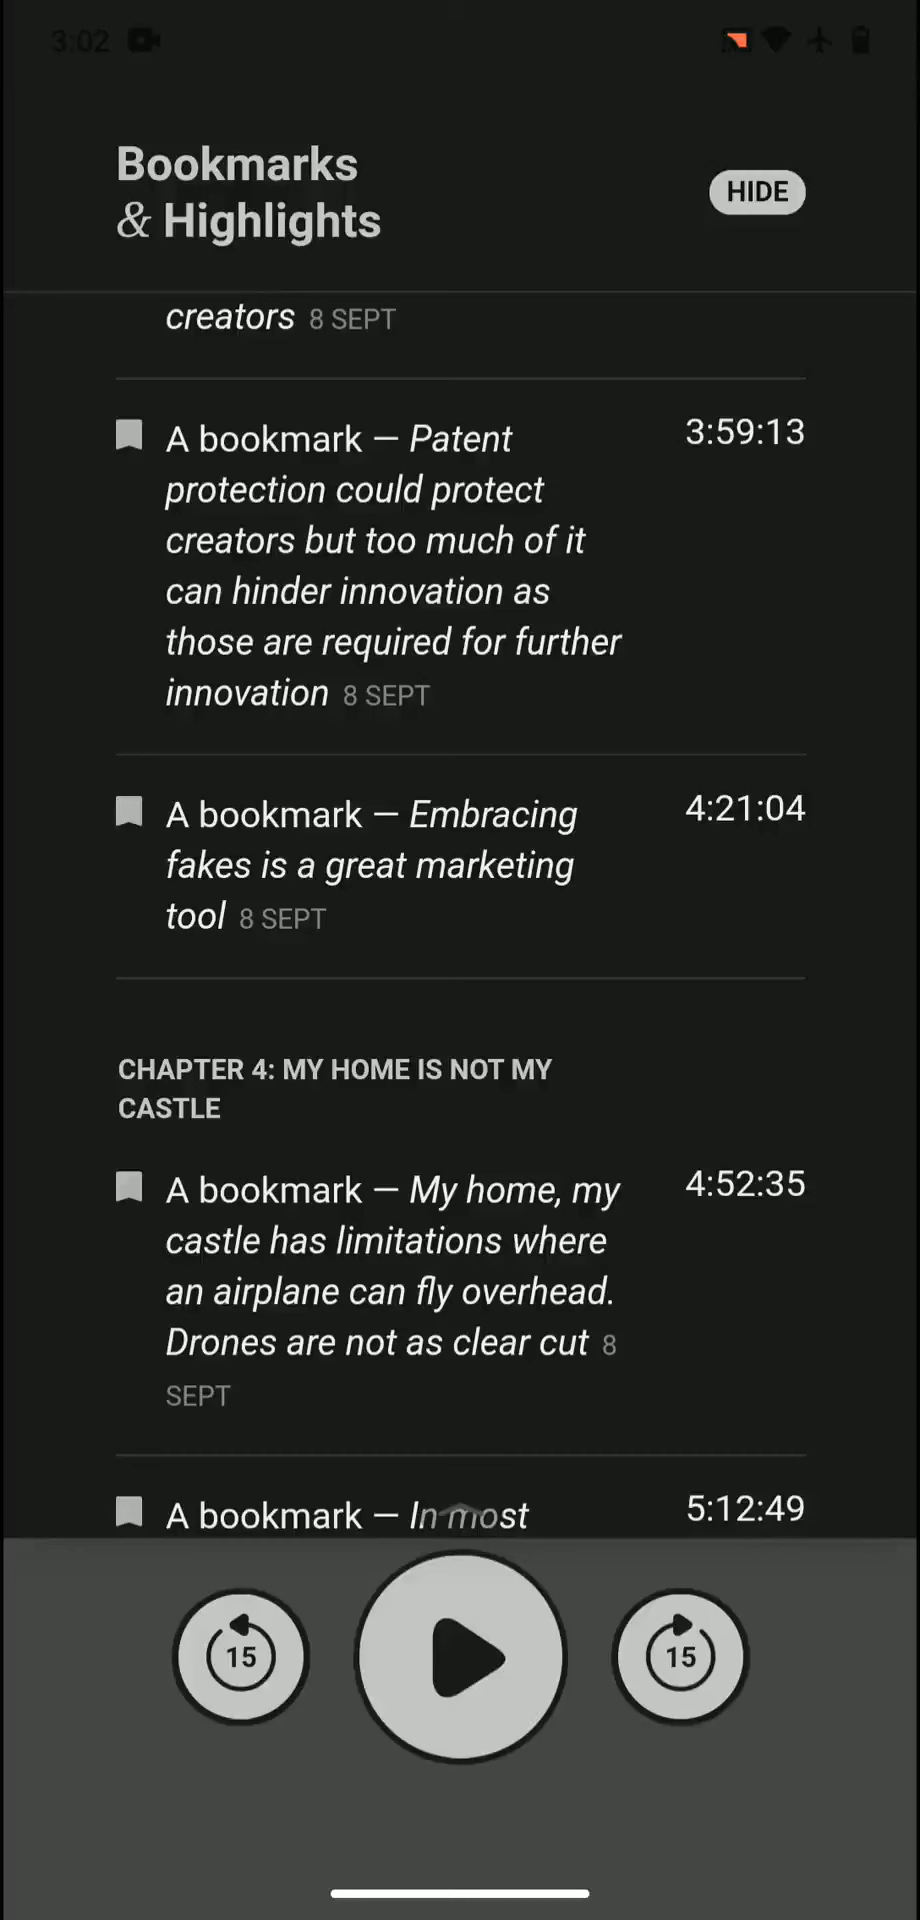 3:02
Bookmarks
& Highlights
HIDE
creators 8 SEPT
A bookmark — Patent
3:59:13
protection could protect
creators but too much of it
can hinder innovation as
those are required for further
innovation 8 SEPT
A bookmark — Embracing
4:21:04
fakes is a great marketing
tool 8 SEPT
CHAPTER 4: MY HOME IS NOT MY
CASTLE
A bookmark — My home, my
4:52:35
castle has limitations where
an airplane can fly overhead.
Drones are not as clear cut 8
SEPT
A bookmark — In most
5:12:49
15
15